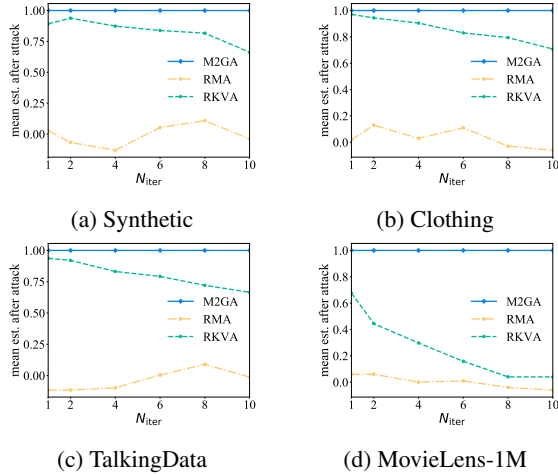 mean est. after attack
1.00
0.75
0.50
0.25
0.00
M2GA
RMA
RKVA
1 2 4 6 8 10
N_iter
(a) Synthetic
mean est. after attack
1.0
0.8
0.6
0.4
0.2
0.0
M2GA
RMA
RKVA
1 2 4 6 8 10
N_iter
(b) Clothing
mean est. after attack
1.00
0.75
0.50
0.25
0.00
M2GA
RMA
RKVA
1 2 4 6 8 10
N_iter
(c) TalkingData
mean est. after attack
1.0
0.8
0.6
0.4
0.2
0.0
M2GA
RMA
RKVA
1 2 4 6 8 10
N_iter
(d) MovieLens-1M